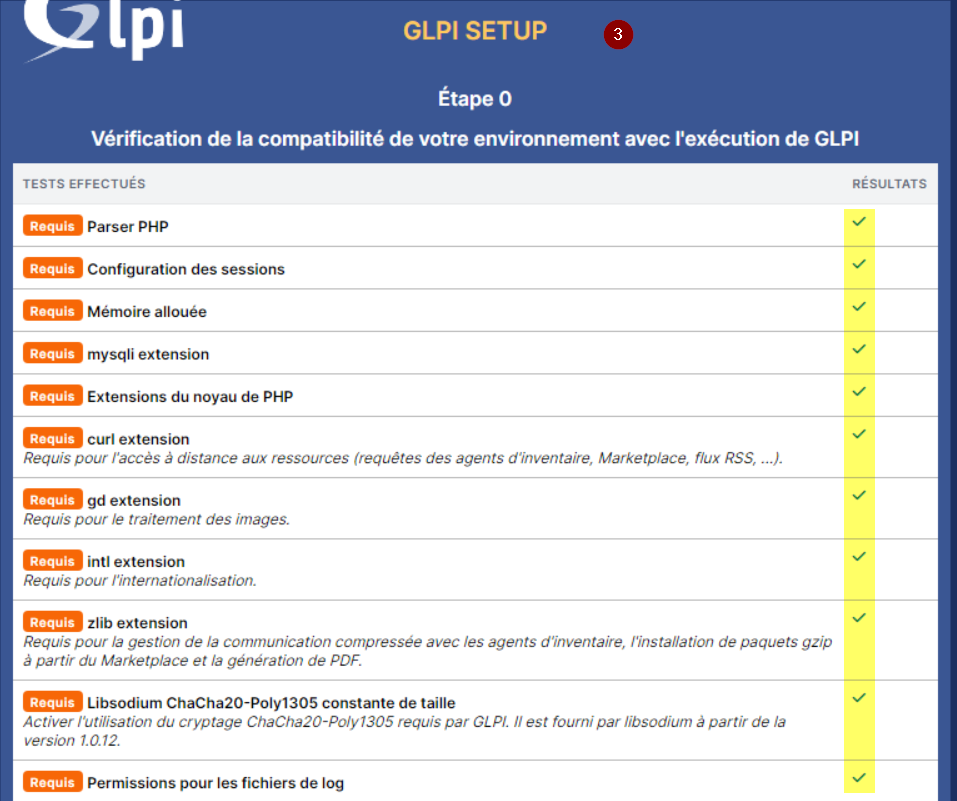 Glpi
GLPI SETUP
3
Étape 0
Vérification de la compatibilité de votre environnement avec l'exécution de GLPI
TESTS EFFECTUÉS
RÉSULTATS
Requis Parser PHP
Requis Configuration des sessions
Requis Mémoire allouée
Requis mysqli extension
Requis Extensions du noyau de PHP
Requis curl extension
Requis pour l'accès à distance aux ressources (requêtes des agents d'inventaire, Marketplace, flux RSS, ...).
Requis gd extension
Requis pour le traitement des images.
Requis intl extension
Requis pour l'internationalisation.
Requis zlib extension
Requis pour la gestion de la communication compressée avec les agents d'inventaire, l'installation de paquets gzip
à partir du Marketplace et la génération de PDF.
Requis Libsodium ChaCha20-Poly1305 constante de taille
Activer l'utilisation du cryptage ChaCha20-Poly1305 requis par GLPI. Il est fourni par libsodium à partir de la
version 1.0.12.
Requis Permissions pour les fichiers de log